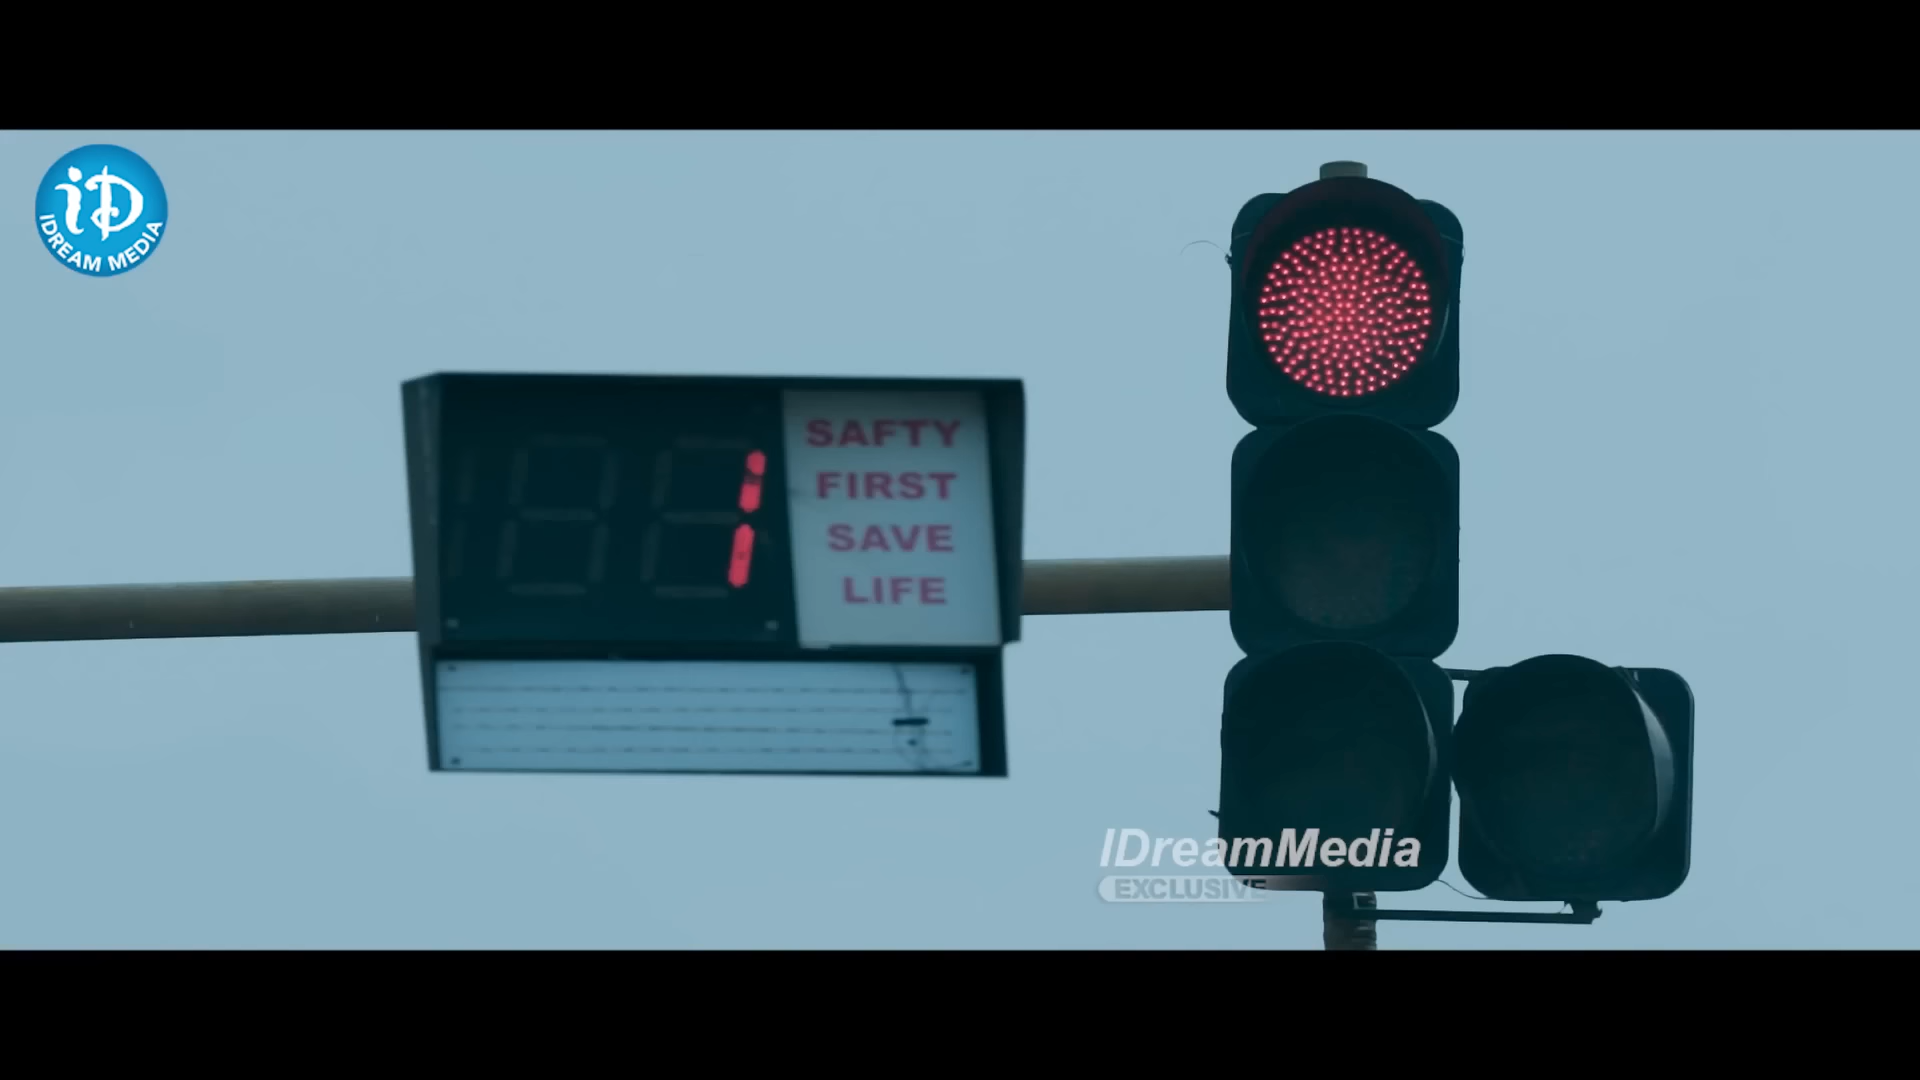 iD
IDREAM MEDIA
1
SAFTY
FIRST
SAVE
LIFE
IDreamMedia
EXCLUSIVE